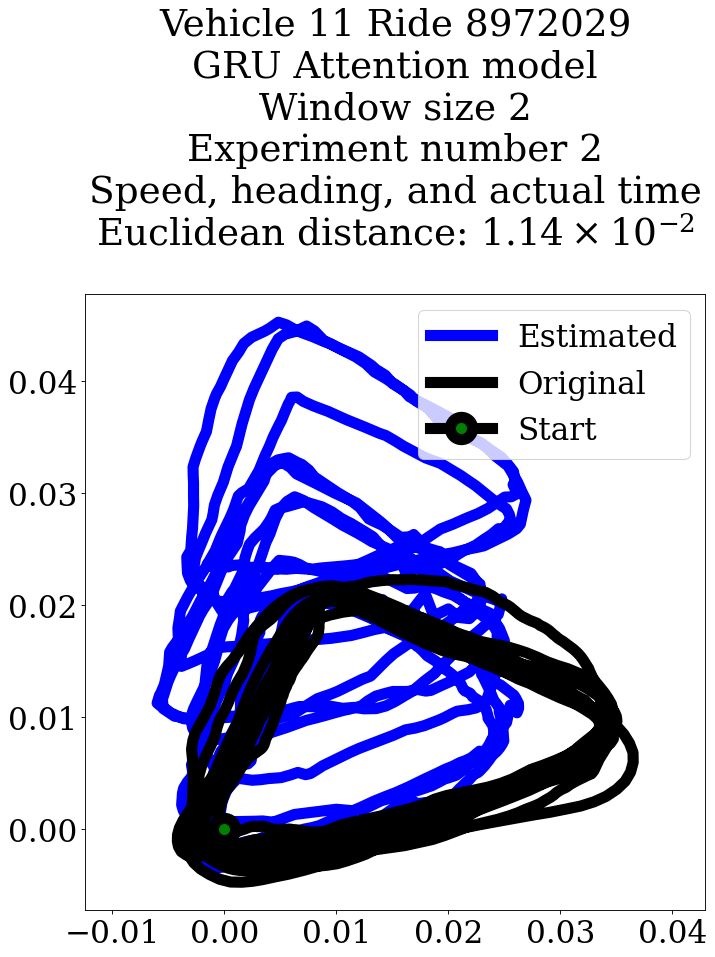 Vehicle 11 Ride 8972029
GRU Attention model
Window size 2
Experiment number 2
Speed, heading, and actual time
Euclidean distance: 1.14 × 10⁻²
Estimated
Original
Start
0.04
0.03
0.02
0.01
0.00
−0.01 0.00 0.01 0.02 0.03 0.04